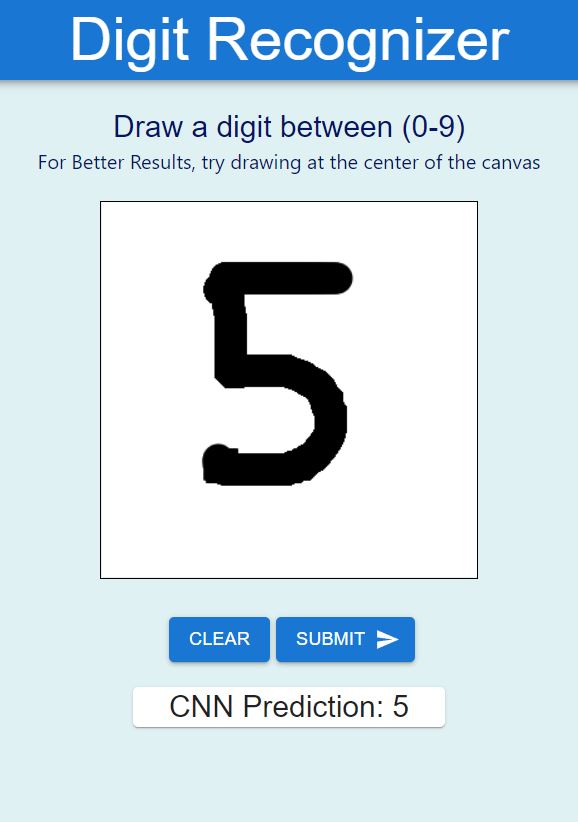 Digit Recognizer
Draw a digit between (0-9)
For Better Results, try drawing at the center of the canvas
5
CLEAR
SUBMIT
CNN Prediction: 5